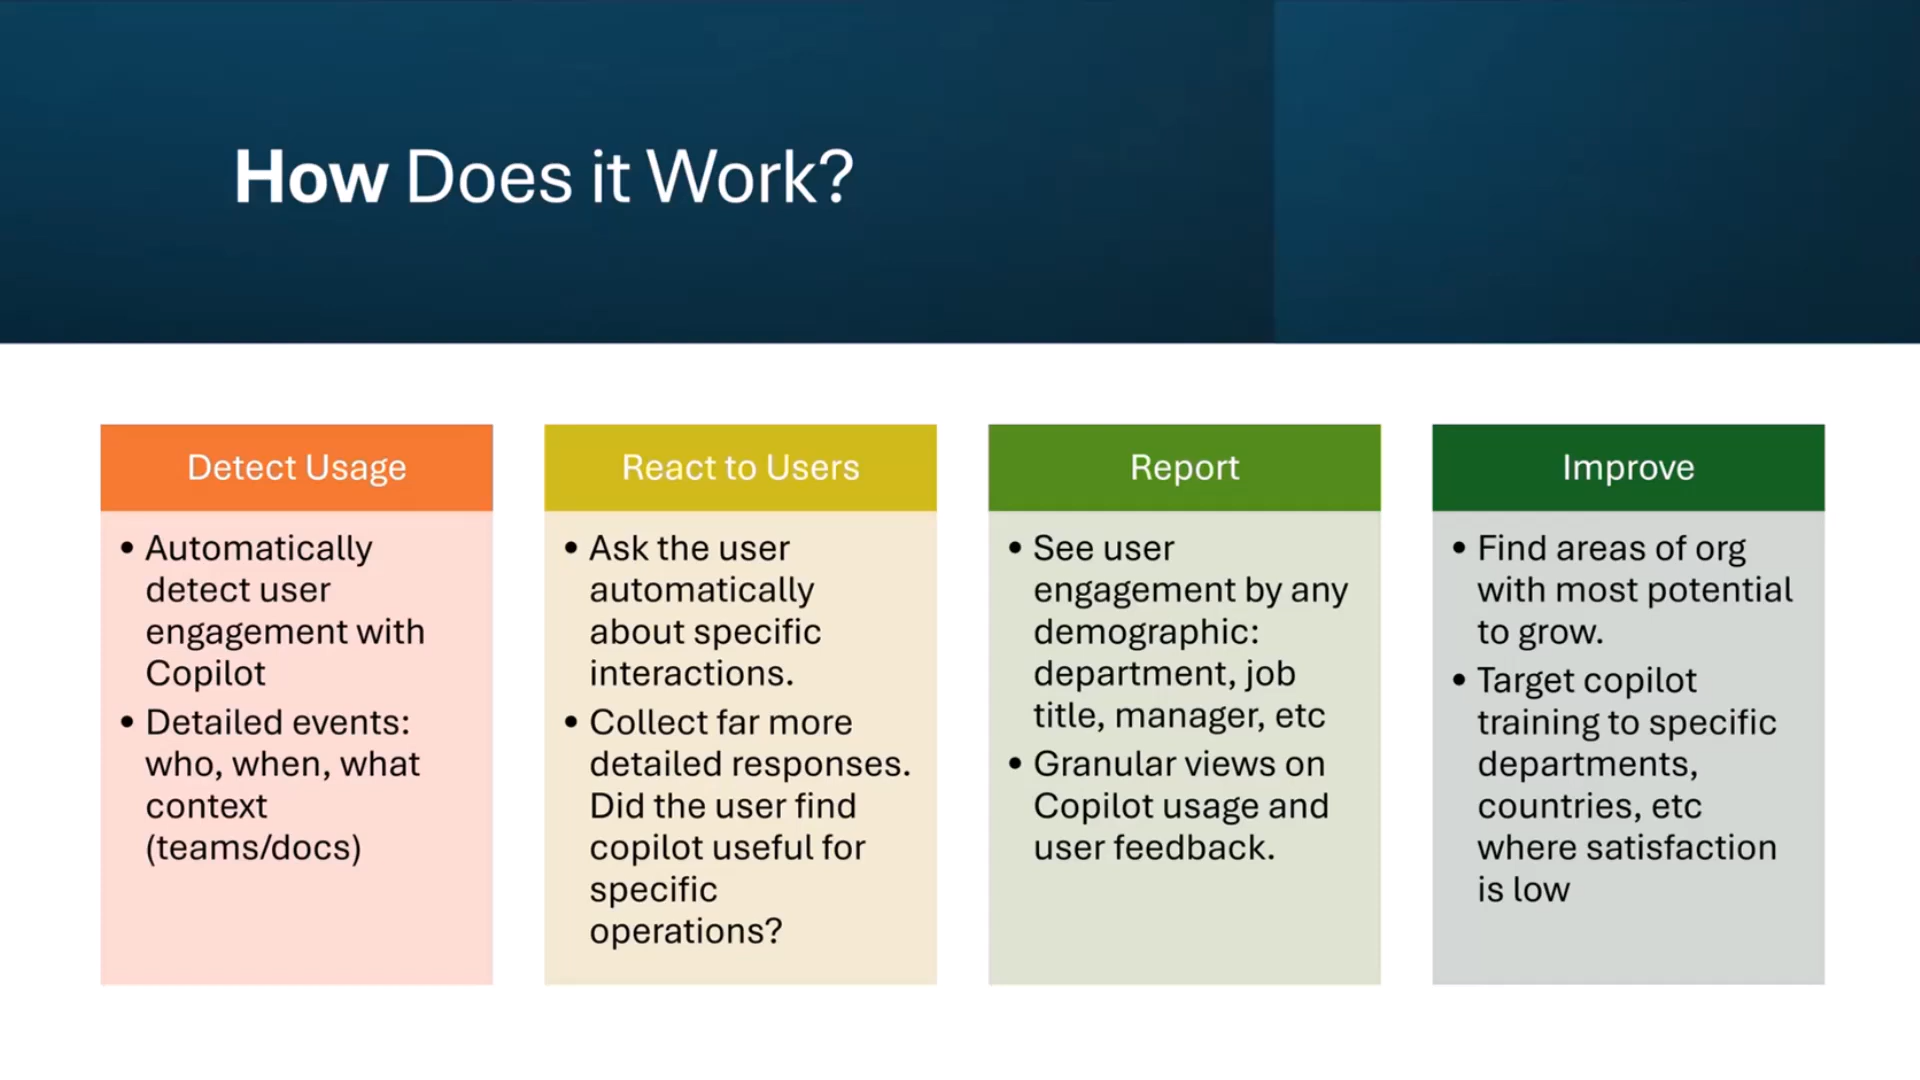 How Does it Work?
Detect Usage
• Automatically
detect user
engagement with
Copilot
• Detailed events:
who, when, what
context
(teams/docs)
React to Users
• Ask the user
automatically
about specific
interactions.
• Collect far more
detailed responses.
Did the user find
copilot useful for
specific
operations?
Report
• See user
engagement by any
demographic:
department, job
title, manager, etc
• Granular views on
Copilot usage and
user feedback.
Improve
• Find areas of org
with most potential
to grow.
• Target copilot
training to specific
departments,
countries, etc
where satisfaction
is low